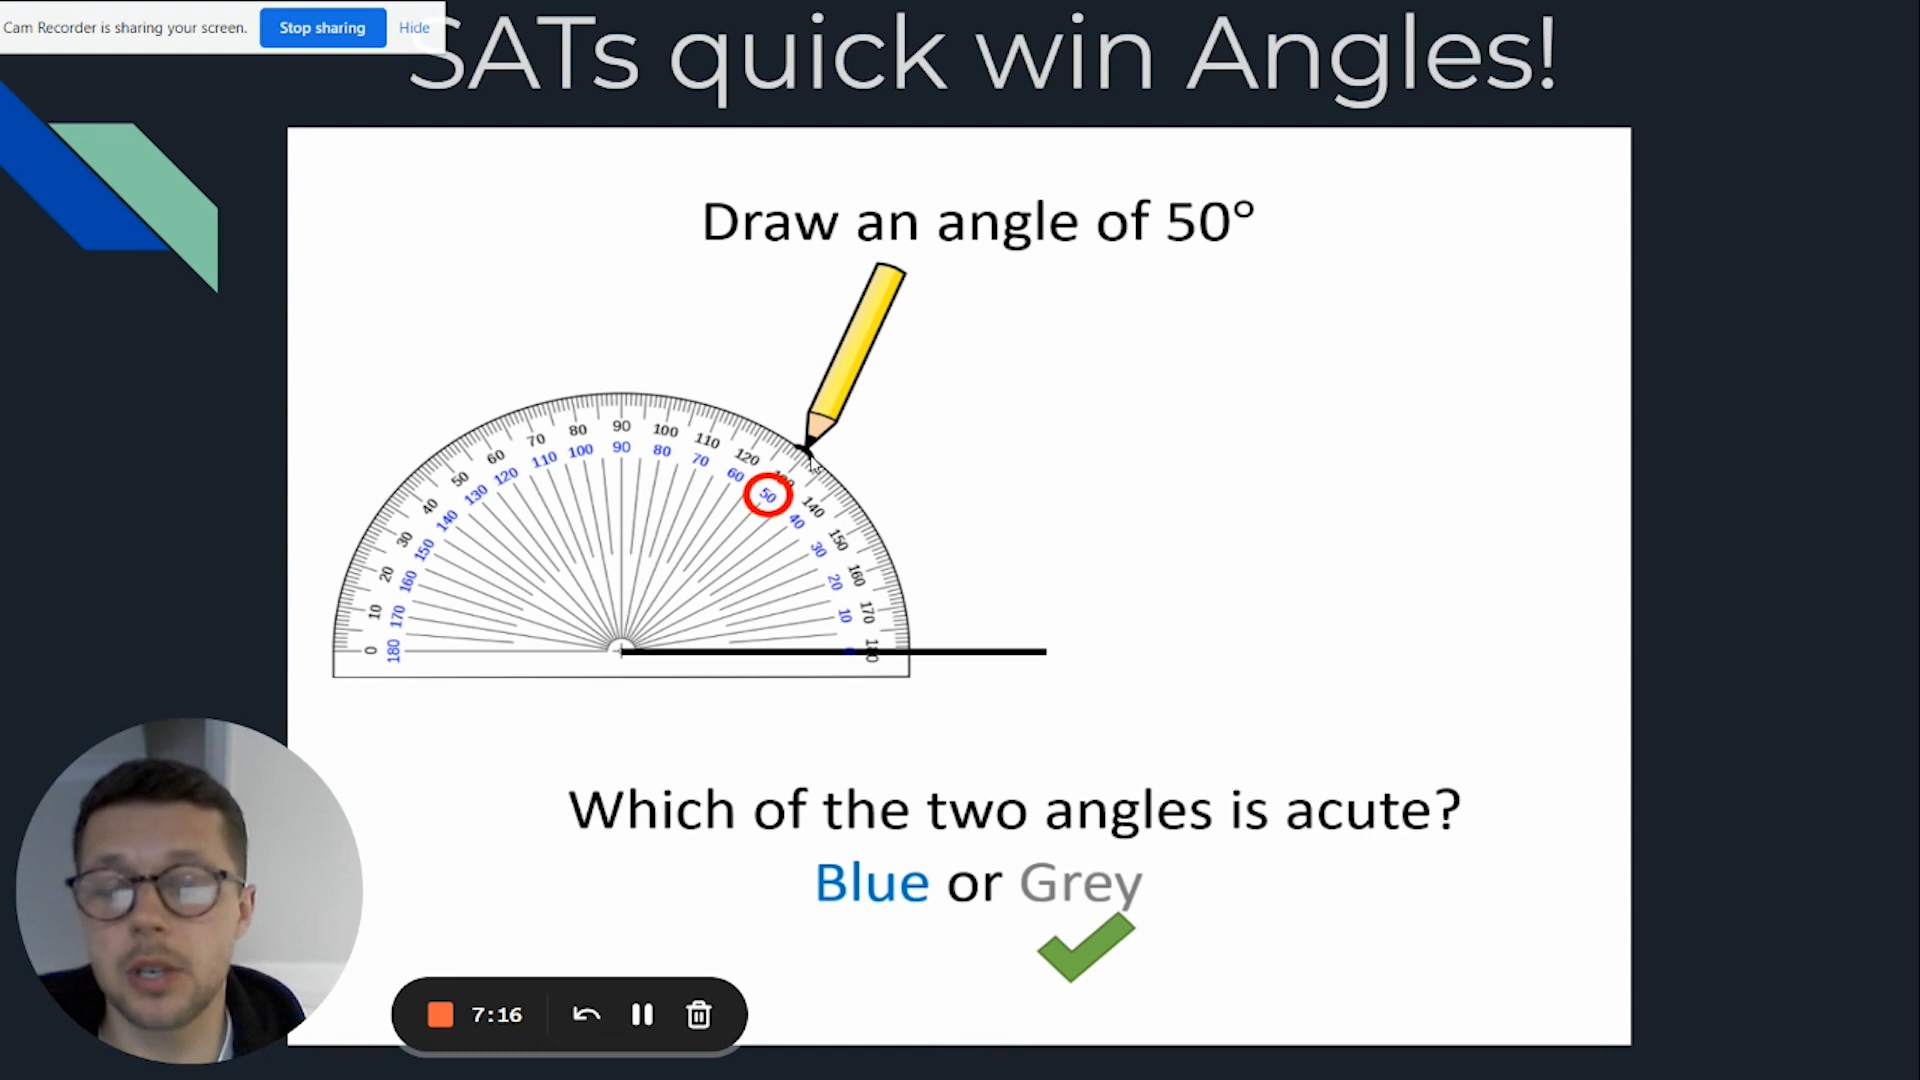 Cam Recorder is sharing your screen. Stop sharing Hide
SATs quick win Angles!
Draw an angle of 50°
0 10 20 30 40 50 60 70 80 90 100 110 120 140 150 160 170 180
180 170 160 150 140 130 120 110 100 90 80 70 60 50 40 30 20 10 0
Which of the two angles is acute?
Blue or Grey
7:16